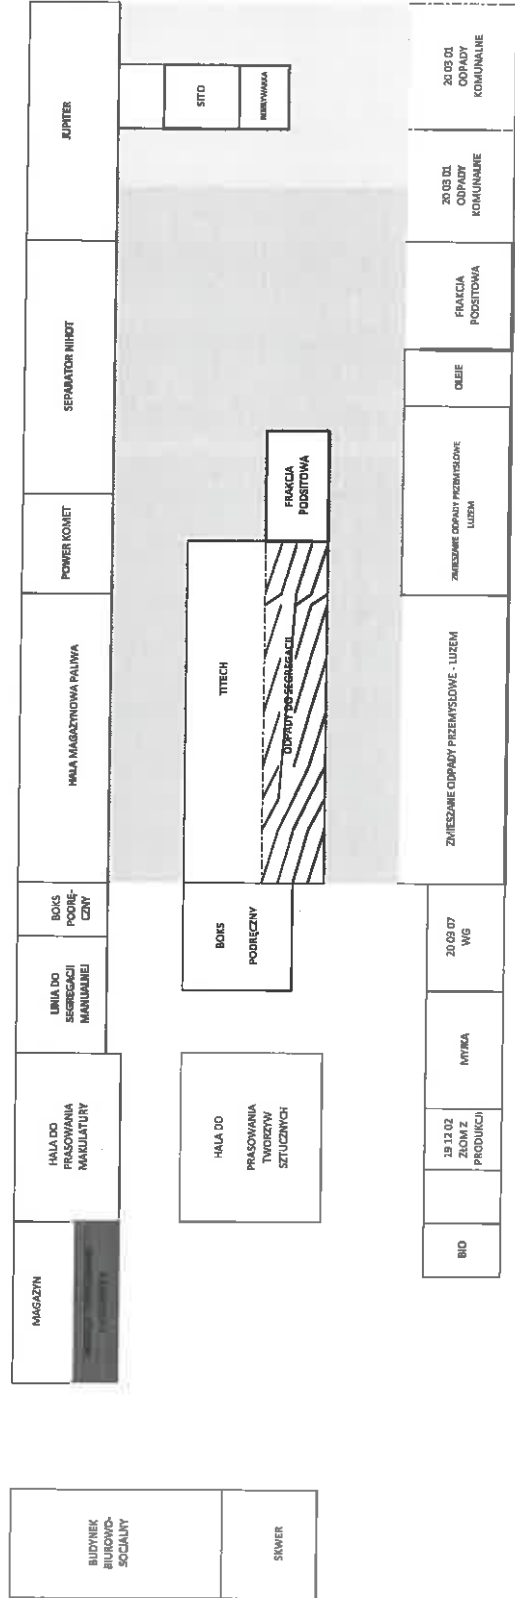 JUPITER
SITO
20 03 01
ODPADY
KOMUNALNE
20 03 01
ODPADY
KOMUNALNE
SEPARATOR NIHOT
FRAKCJA
PODSITOWA
OLEJE
POWER KOMET
FRAKCJA
PODSITOWA
ZMIESZANE ODPADY PRZEMYSŁOWE
LUZEM
HALA MAGAZYNOWA PALIWA
TITECH
ODPADY DO SEGREGACJI
ZMIESZANE ODPADY PRZEMYSŁOWE - LUZEM
BOKS
PODRĘ-
CZNY
BOKS
PODRĘCZNY
20 03 07
WG
LINIA DO
SEGREGACJI
MANUALNEJ
MYJKA
HALA DO
PRASOWANIA
MAKULATURY
HALA DO
PRASOWANIA
TWORZYW
SZTUCZNYCH
19 12 02
ZŁOM Z
PRODUKCJI
MAGAZYN
BIO
BUDYNEK
BIUROWO-
SOCJALNY
SKWER